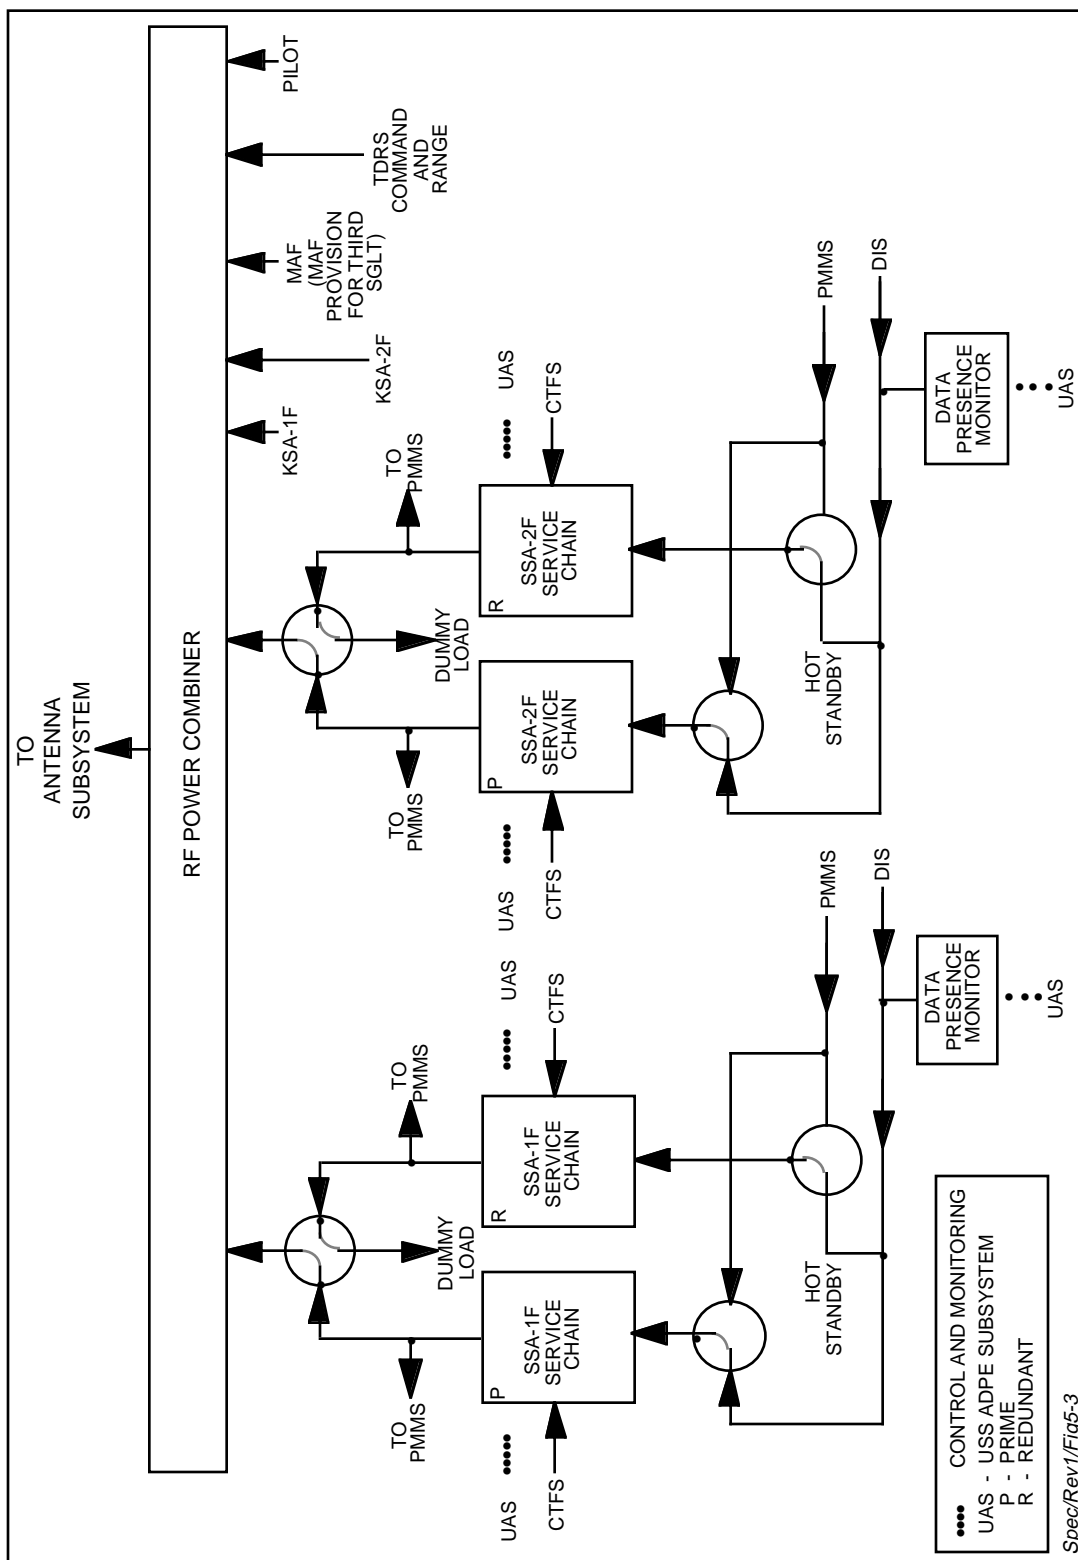 TO
ANTENNA
SUBSYSTEM
RF POWER COMBINER
KSA-1F
KSA-2F
MAF
(MAF
PROVISION
FOR THIRD
SGLT)
TDRS
COMMAND
AND
RANGE
PILOT
TO
PMMS
DUMMY
LOAD
TO
PMMS
TO
PMMS
DUMMY
LOAD
TO
PMMS
UAS
CTFS
P
SSA-1F
SERVICE
CHAIN
R
SSA-1F
SERVICE
CHAIN
UAS
CTFS
UAS
CTFS
P
SSA-2F
SERVICE
CHAIN
R
SSA-2F
SERVICE
CHAIN
UAS
CTFS
HOT
STANDBY
PMMS
DIS
DATA
PRESENCE
MONITOR
UAS
HOT
STANDBY
PMMS
DIS
DATA
PRESENCE
MONITOR
UAS
CONTROL AND MONITORING
UAS - USS ADPE SUBSYSTEM
P - PRIME
R - REDUNDANT
Spec/Rev1/Fig5-3